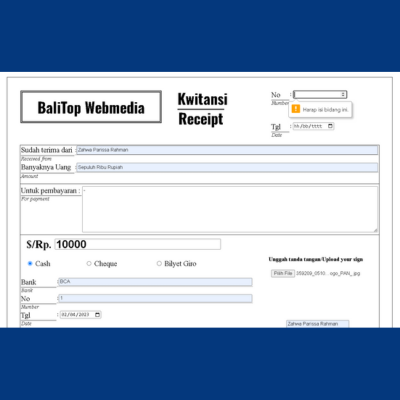 BaliTop Webmedia
Kwitansi
Receipt
No :
Number
Harap isi bidang ini.
Tgl : hh/bb/tttt
Date
Sudah terima dari : Zahwa Parissa Rahman
Received from
Banyaknya Uang : Sepuluh Ribu Rupiah
Amount
Untuk pembayaran : -
For payment
$/Rp. 10000
Cash Cheque Bilyet Giro
Unggah tanda tangan/Upload your sign
Pilih File
Bank : BCA
Bank
No : 1
Number
Tgl : 01/04/2023
Date
Zahwa Parissa Rahman